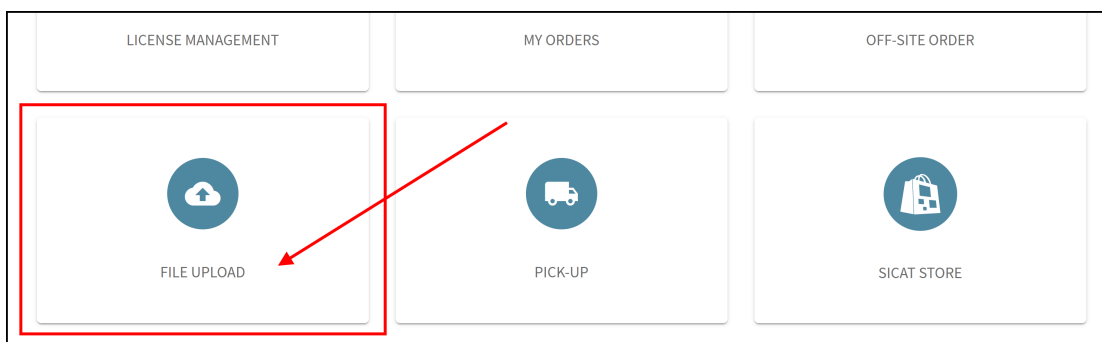 LICENSE MANAGEMENT
MY ORDERS
OFF-SITE ORDER
FILE UPLOAD
PICK-UP
SICAT STORE